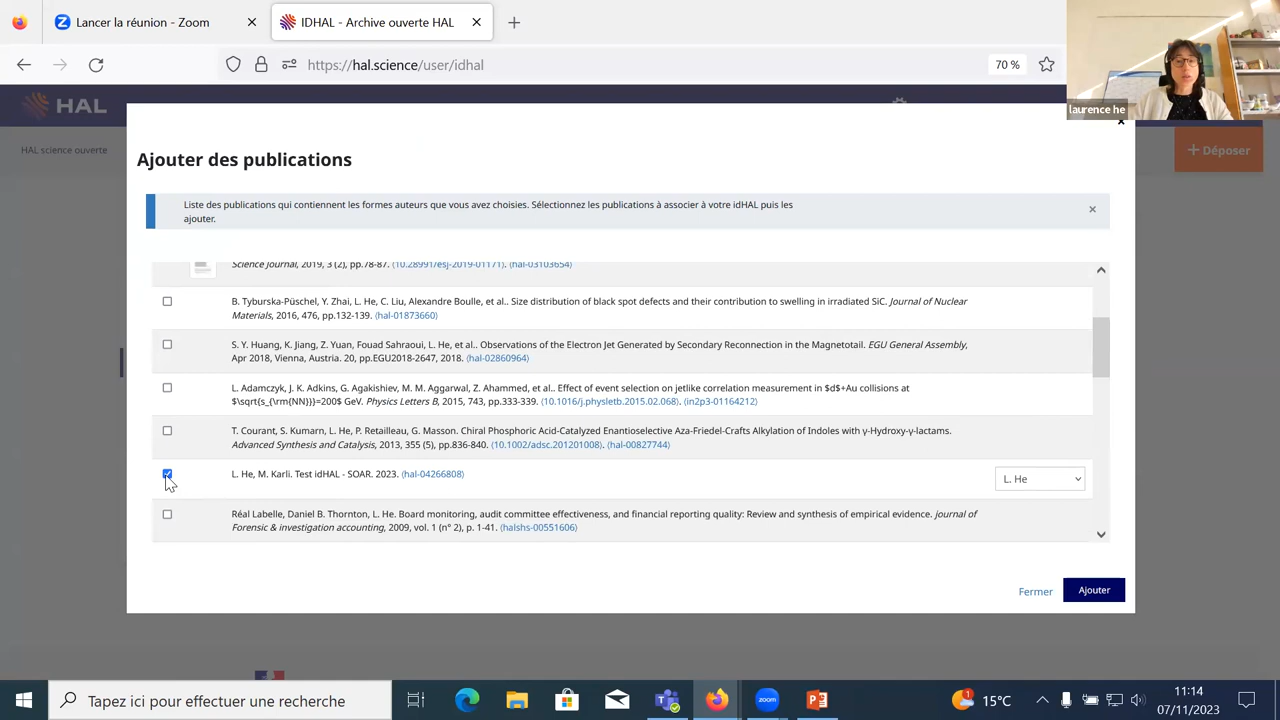 Lancer la réunion - Zoom
IDHAL - Archive ouverte HAL
https://hal.science/user/idhal
70 %
laurence he
HAL
HAL science ouverte
+ Déposer
Ajouter des publications
Liste des publications qui contiennent les formes auteurs que vous avez choisies. Sélectionnez les publications à associer à votre idHAL puis les
ajouter.
Science Journal, 2019, 3 (2), pp.78-87. ⟨10.28991/esj-2019-01171⟩. ⟨hal-03103654⟩
B. Tyburska-Püschel, Y. Zhai, L. He, C. Liu, Alexandre Boulle, et al.. Size distribution of black spot defects and their contribution to swelling in irradiated SiC. Journal of Nuclear
Materials, 2016, 476, pp.132-139. ⟨hal-01873660⟩
S. Y. Huang, K. Jiang, Z. Yuan, Fouad Sahraoui, L. He, et al.. Observations of the Electron Jet Generated by Secondary Reconnection in the Magnetotail. EGU General Assembly,
Apr 2018, Vienna, Austria. 20, pp.EGU2018-2647, 2018. ⟨hal-02860964⟩
L. Adamczyk, J. K. Adkins, G. Agakishiev, M. M. Aggarwal, Z. Ahammed, et al.. Effect of event selection on jetlike correlation measurement in $d$+Au collisions at
$\sqrt{s_{\rm{NN}}}=200$ GeV. Physics Letters B, 2015, 743, pp.333-339. ⟨10.1016/j.physletb.2015.02.068⟩. ⟨in2p3-01164212⟩
T. Courant, S. Kumarn, L. He, P. Retailleau, G. Masson. Chiral Phosphoric Acid-Catalyzed Enantioselective Aza-Friedel-Crafts Alkylation of Indoles with γ-Hydroxy-γ-lactams.
Advanced Synthesis and Catalysis, 2013, 355 (5), pp.836-840. ⟨10.1002/adsc.201201008⟩. ⟨hal-00827744⟩
L. He, M. Karli. Test idHAL - SOAR. 2023. ⟨hal-04266808⟩
L. He
Réal Labelle, Daniel B. Thornton, L. He. Board monitoring, audit committee effectiveness, and financial reporting quality: Review and synthesis of empirical evidence. Journal of
Forensic & investigation accounting, 2009, vol. 1 (n° 2), p. 1-41. ⟨halshs-00551606⟩
Fermer
Ajouter
Tapez ici pour effectuer une recherche
zoom
1
15°C
11:14
07/11/2023